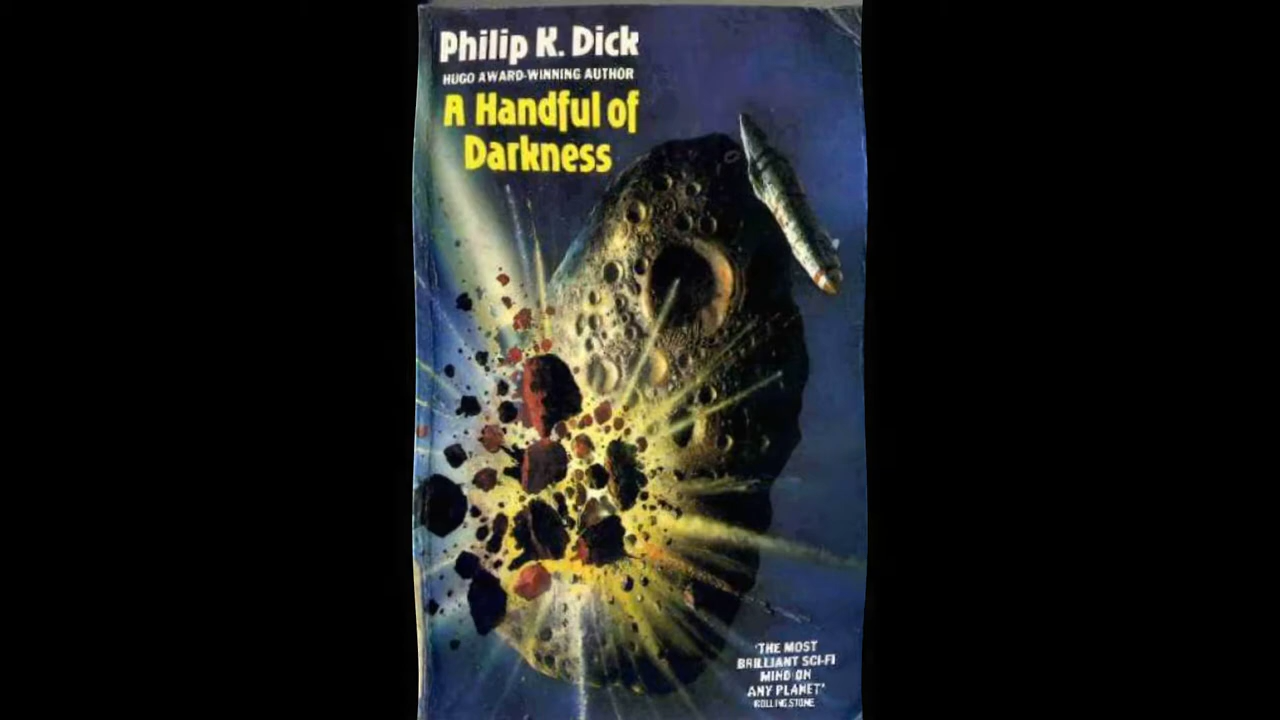 Philip K. Dick
HUGO AWARD-WINNING AUTHOR
A Handful of
Darkness
'THE MOST
BRILLIANT SCI-FI
MIND ON
ANY PLANET'
ROLLING STONE